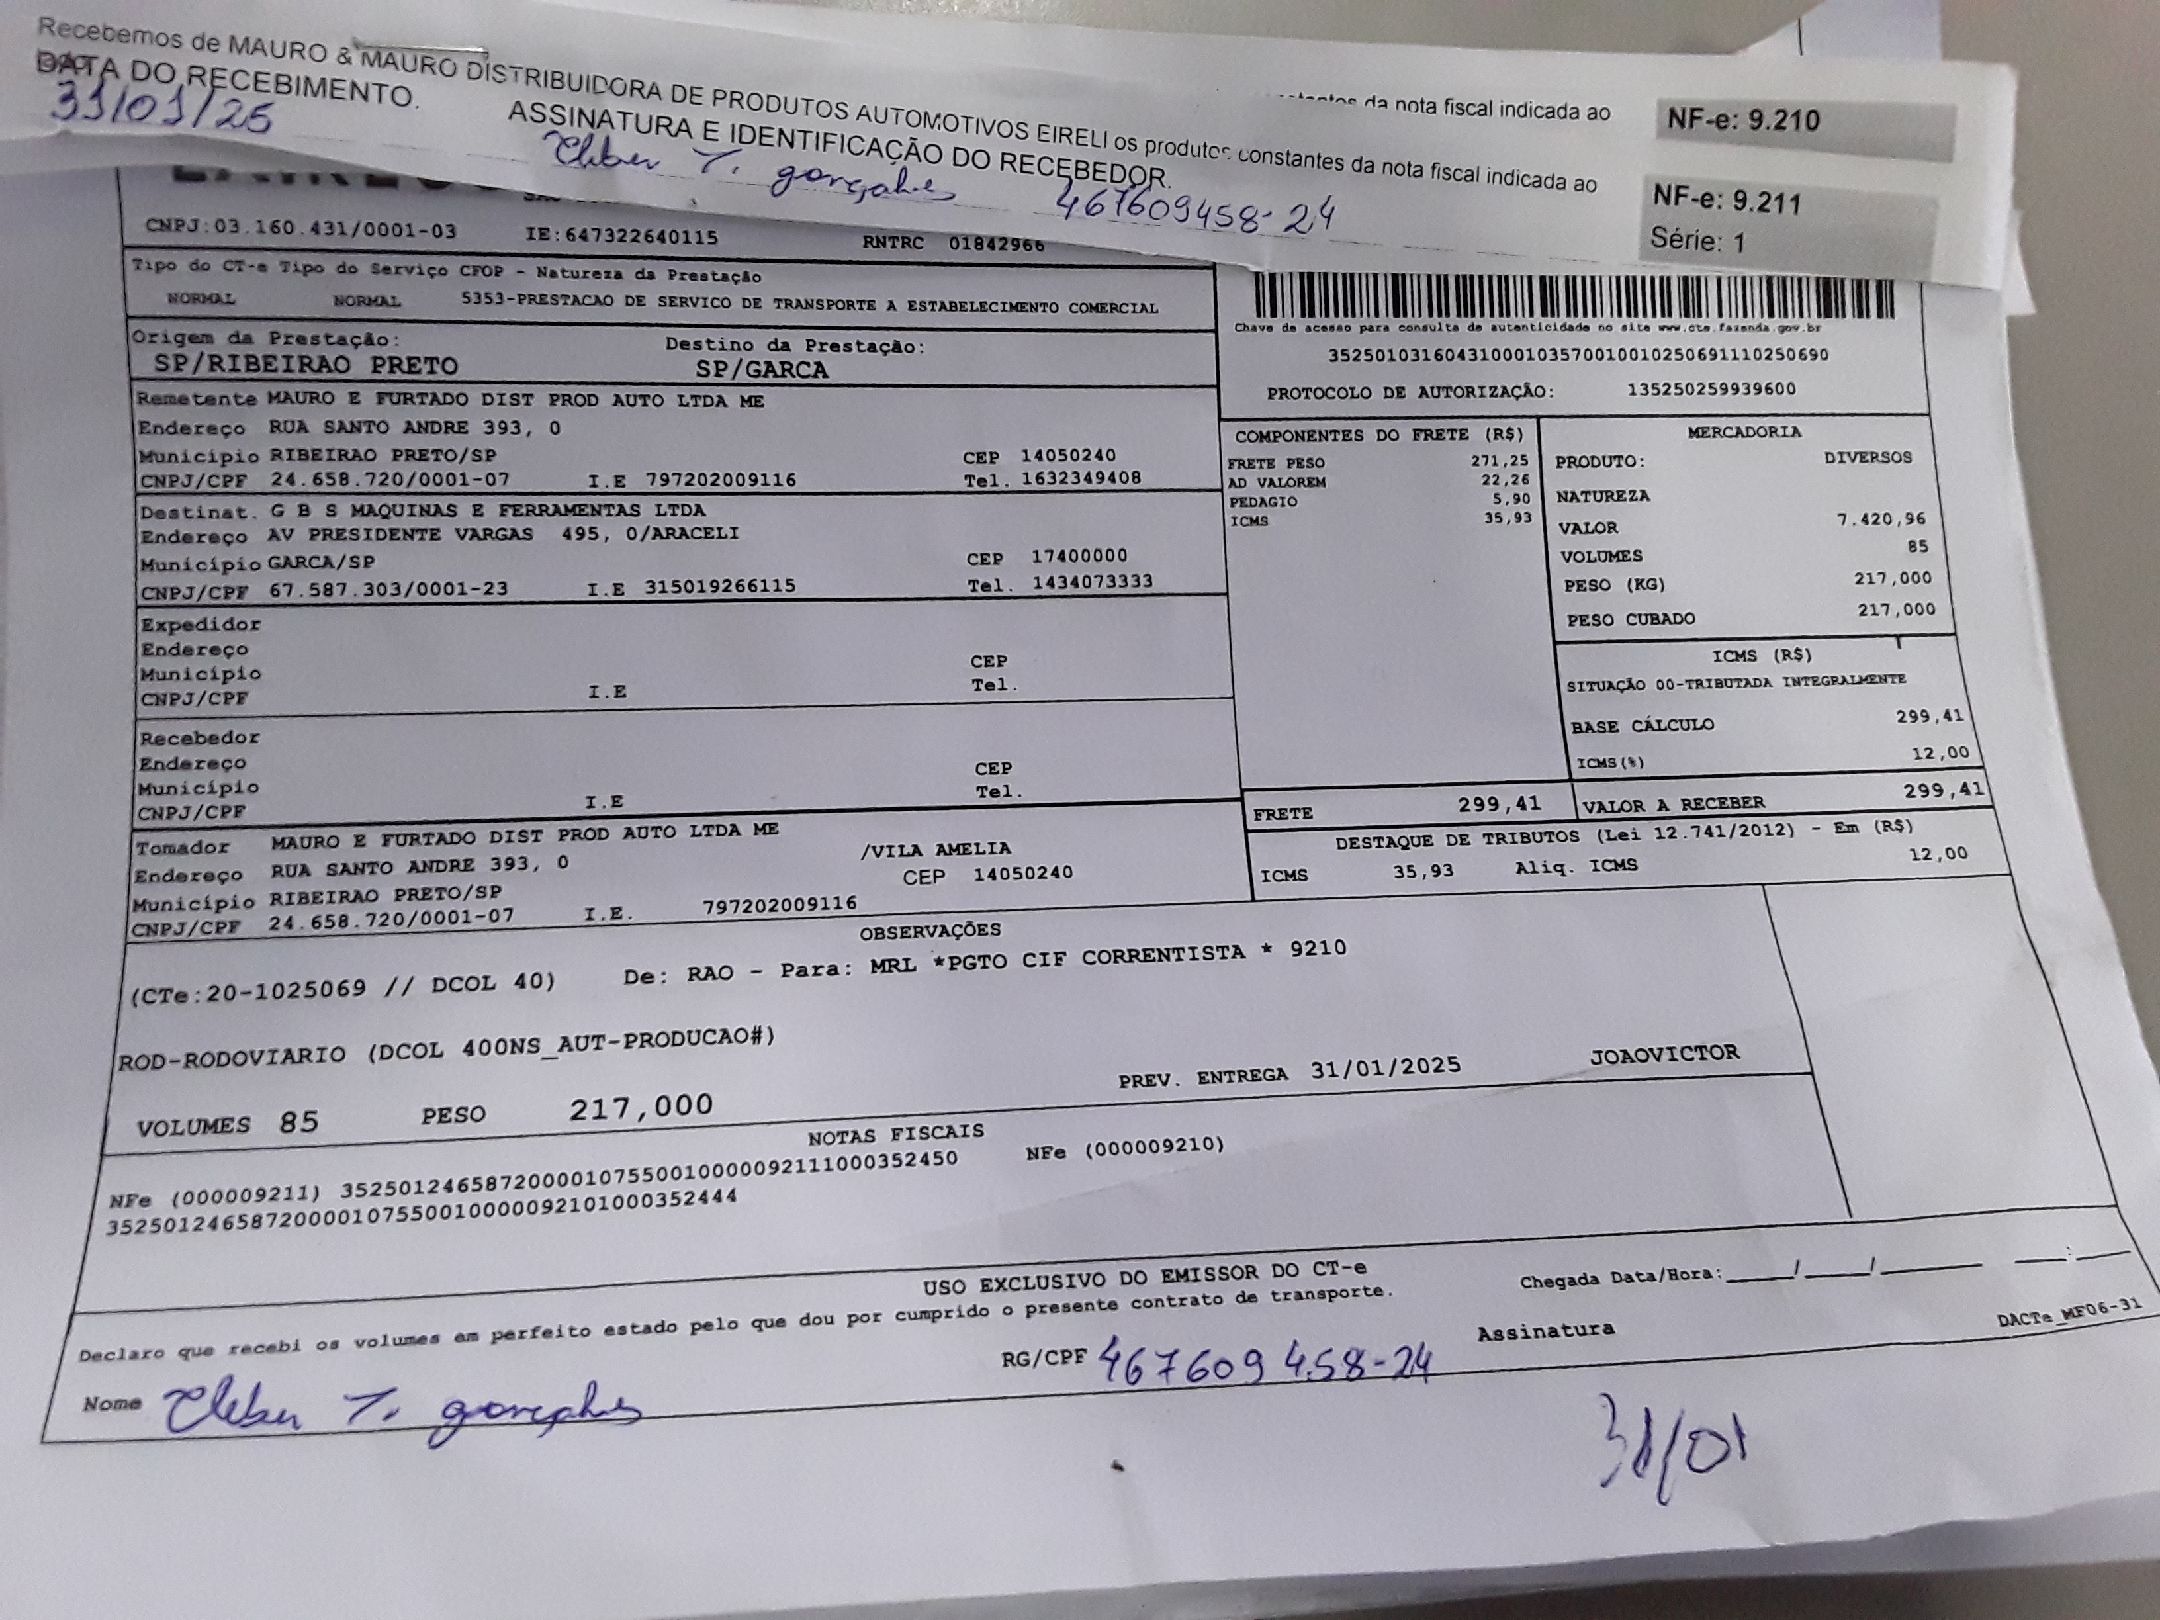 Recebemos de MAURO & MAURO DISTRIBUIDORA DE PRODUTOS AUTOMOTIVOS EIRELI os produtos constantes da nota fiscal indicada ao
da nota fiscal indicada ao
NF-e: 9.210
DATA DO RECEBIMENTO.
ASSINATURA E IDENTIFICAÇÃO DO RECEBEDOR.
NF-e: 9.211
Série: 1
31/01/25
Cleber T. gonçalves 467609458-24
CNPJ:03.160.431/0001-03 IE:647322640115 RNTRC 01842966
Tipo do CT-e Tipo do Serviço CFOP - Natureza da Prestação
NORMAL NORMAL 5353-PRESTACAO DE SERVICO DE TRANSPORTE A ESTABELECIMENTO COMERCIAL
Chave de acesso para consulta de autenticidade no site www.cte.fazenda.gov.br
35250103160431000103570010010250691110250690
PROTOCOLO DE AUTORIZAÇÃO: 135250259939600
Origem da Prestação: Destino da Prestação:
SP/RIBEIRAO PRETO SP/GARCA
Remetente MAURO E FURTADO DIST PROD AUTO LTDA ME
Endereço RUA SANTO ANDRE 393, 0
Município RIBEIRAO PRETO/SP CEP 14050240
CNPJ/CPF 24.658.720/0001-07 I.E 797202009116 Tel. 1632349408
Destinat. G B S MAQUINAS E FERRAMENTAS LTDA
Endereço AV PRESIDENTE VARGAS 495, 0/ARACELI
Município GARCA/SP CEP 17400000
CNPJ/CPF 67.587.303/0001-23 I.E 315019266115 Tel. 1434073333
Expedidor
Endereço
Município CEP
CNPJ/CPF I.E Tel.
Recebedor
Endereço
Município CEP
CNPJ/CPF I.E Tel.
Tomador MAURO E FURTADO DIST PROD AUTO LTDA ME
Endereço RUA SANTO ANDRE 393, 0 /VILA AMELIA
Município RIBEIRAO PRETO/SP CEP 14050240
CNPJ/CPF 24.658.720/0001-07 I.E. 797202009116
COMPONENTES DO FRETE (R$)
FRETE PESO 271,25
AD VALOREM 22,26
PEDAGIO 5,90
ICMS 35,93
MERCADORIA
PRODUTO: DIVERSOS
NATUREZA
VALOR 7.420,96
VOLUMES 85
PESO (KG) 217,000
PESO CUBADO 217,000
ICMS (R$)
SITUAÇÃO 00-TRIBUTADA INTEGRALMENTE
BASE CÁLCULO 299,41
ICMS(%) 12,00
FRETE 299,41 VALOR A RECEBER 299,41
DESTAQUE DE TRIBUTOS (Lei 12.741/2012) - Em (R$)
ICMS 35,93 Aliq. ICMS 12,00
OBSERVAÇÕES
(CTe:20-1025069 // DCOL 40) De: RAO - Para: MRL *PGTO CIF CORRENTISTA * 9210
ROD-RODOVIARIO (DCOL 400NS_AUT-PRODUCAO#)
VOLUMES 85 PESO 217,000 PREV. ENTREGA 31/01/2025 JOAOVICTOR
NOTAS FISCAIS
NFe (000009211) 35250124658720000107550010000092111000352450 NFe (000009210)
35250124658720000107550010000092101000352444
USO EXCLUSIVO DO EMISSOR DO CT-e
Declaro que recebi os volumes em perfeito estado pelo que dou por cumprido o presente contrato de transporte.
Chegada Data/Hora:____/____/______ ___:___
Nome Cleber T. gonçalves RG/CPF 467609458-24 Assinatura
DACTe_MF06-31
31/01